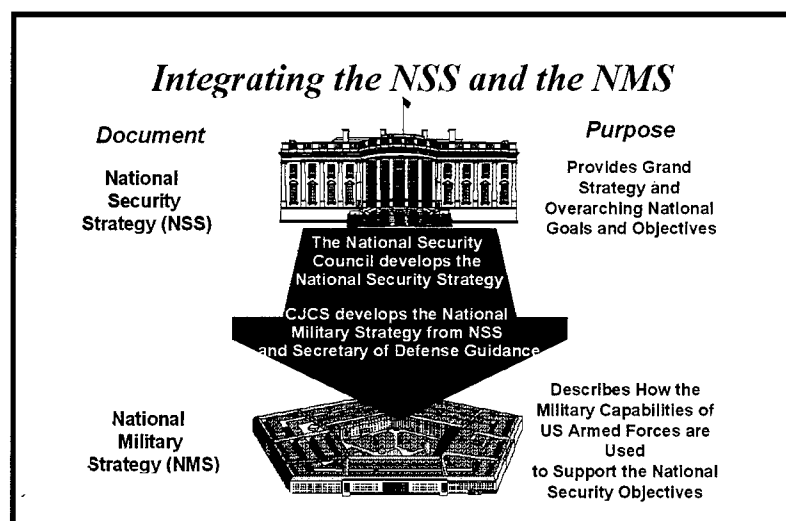 Integrating the NSS and the NMS
Document
National
Security
Strategy (NSS)
Purpose
Provides Grand
Strategy and
Overarching National
Goals and Objectives
The National Security
Council develops the
National Security Strategy
CJCS develops the National
Military Strategy from NSS
and Secretary of Defense Guidance
National
Military
Strategy (NMS)
Describes How the
Military Capabilities of
US Armed Forces are
Used
to Support the National
Security Objectives